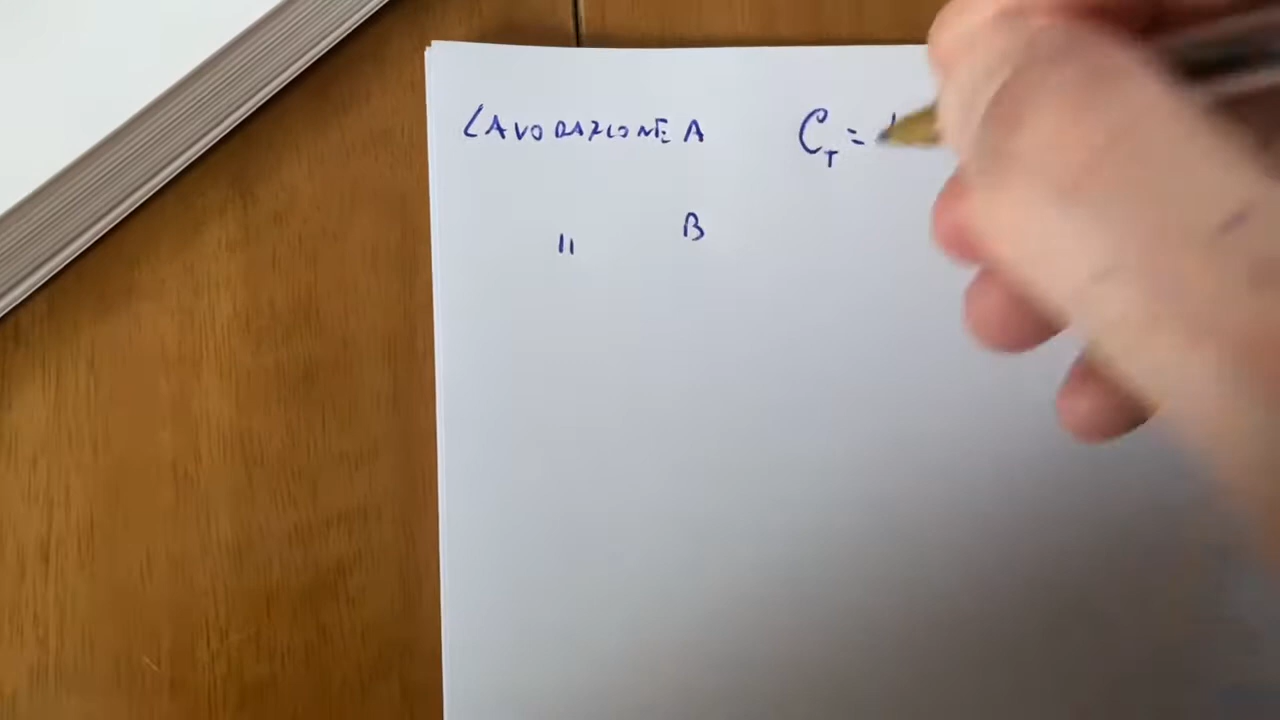 LAVORAZIONE A C_T =
" B